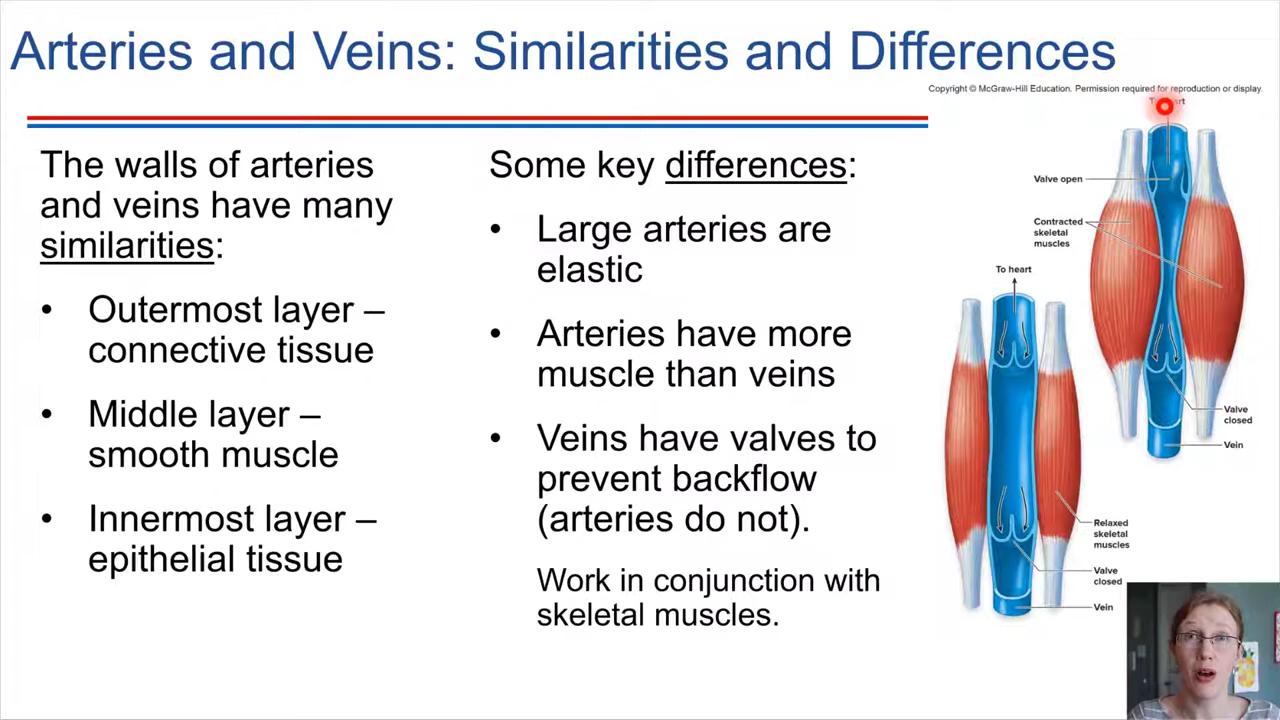 Arteries and Veins: Similarities and Differences
Copyright © McGraw-Hill Education. Permission required for reproduction or display.
The walls of arteries
and veins have many
similarities:
• Outermost layer –
connective tissue
• Middle layer –
smooth muscle
• Innermost layer –
epithelial tissue
Some key differences:
• Large arteries are
elastic
• Arteries have more
muscle than veins
• Veins have valves to
prevent backflow
(arteries do not).
Work in conjunction with
skeletal muscles.
Valve open
Contracted
skeletal
muscles
Valve
closed
Vein
To heart
Relaxed
skeletal
muscles
Valve
closed
Vein